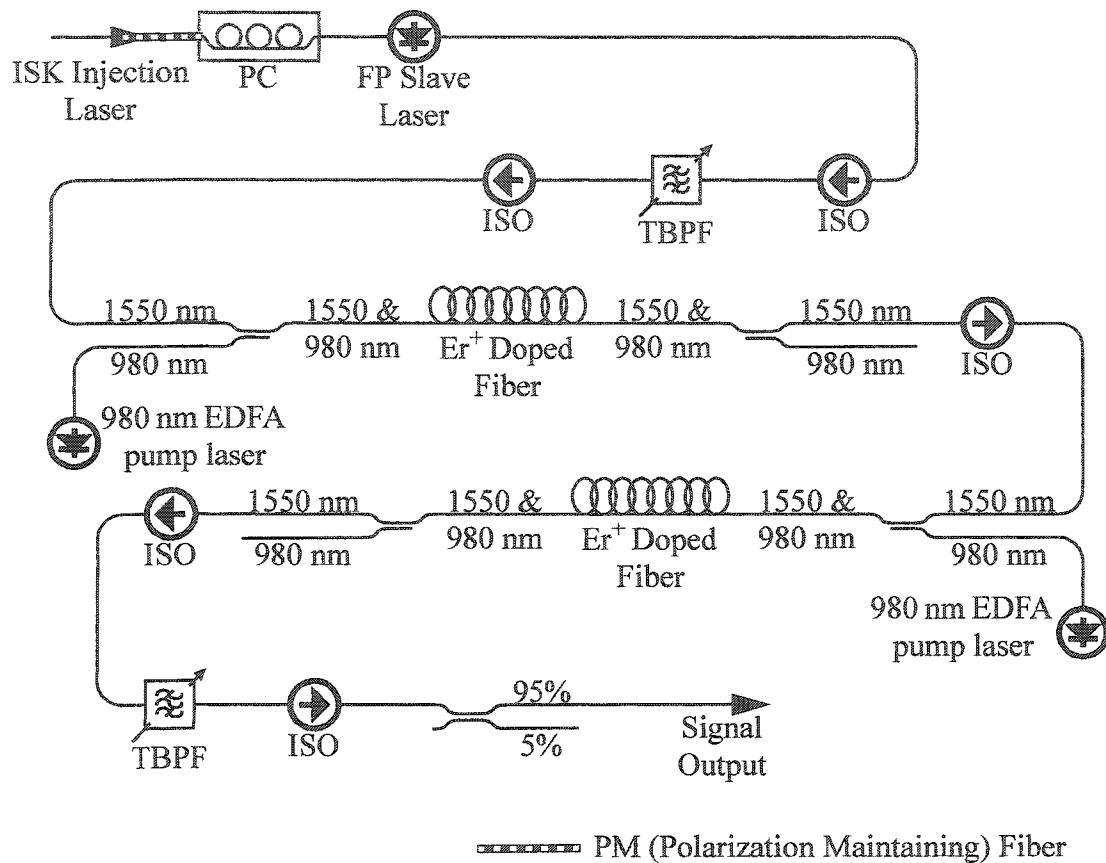 ISK Injection
Laser
PC
FP Slave
Laser
ISO
TBPF
ISO
1550 nm
980 nm
1550 &
980 nm
Er+ Doped
Fiber
1550 &
980 nm
1550 nm
980 nm
ISO
980 nm EDFA
pump laser
ISO
1550 nm
980 nm
1550 &
980 nm
Er+ Doped
Fiber
1550 &
980 nm
1550 nm
980 nm
980 nm EDFA
pump laser
TBPF
ISO
95%
5%
Signal
Output
PM (Polarization Maintaining) Fiber